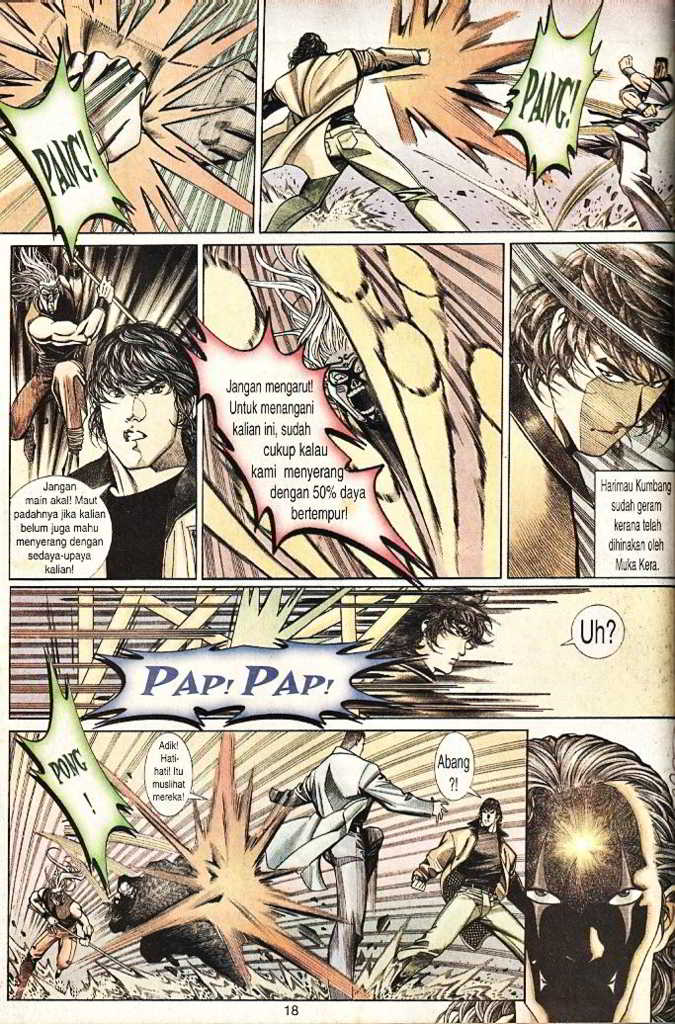 PANG!
PANG!
Jangan
main akal! Maut
padahnya jika kalian
belum juga mahu
menyerang dengan
sedaya-upaya
kalian!
Jangan mengarut!
Untuk menangani
kalian ini, sudah
cukup kalau
kami menyerang
dengan 50% daya
bertempur!
Harimau Kumbang
sudah geram
kerana telah
dihinakan oleh
Muka Kera.
PAP! PAP!
Uh?
PONG
!
Adik!
Hati-
hati! Itu
muslihat
mereka!
Abang
?!
18